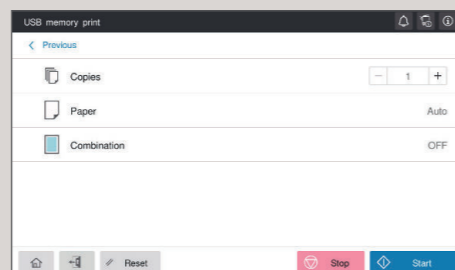 USB memory print
Previous
Copies
1
Paper
Auto
Combination
OFF
Reset
Stop
Start